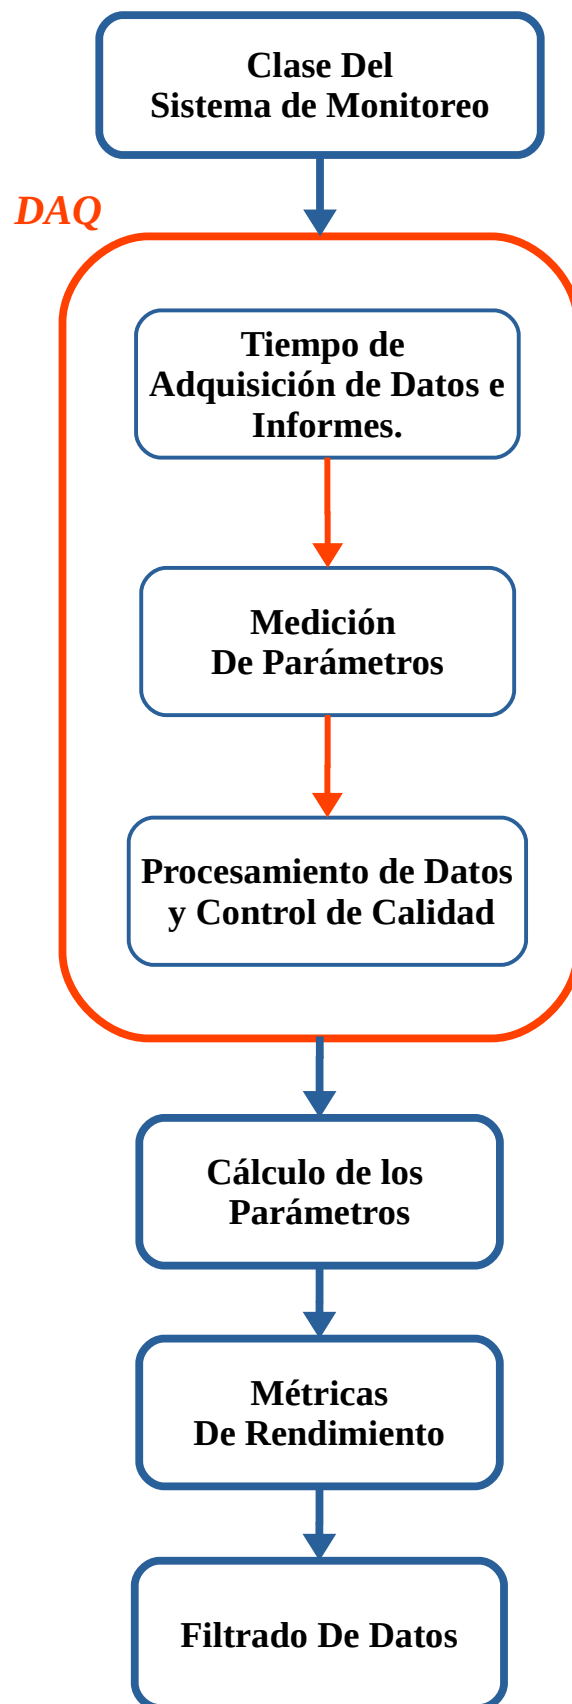 Clase Del
Sistema de Monitoreo
DAQ
Tiempo de
Adquisición de Datos e
Informes.
Medición
De Parámetros
Procesamiento de Datos
y Control de Calidad
Cálculo de los
Parámetros
Métricas
De Rendimiento
Filtrado De Datos